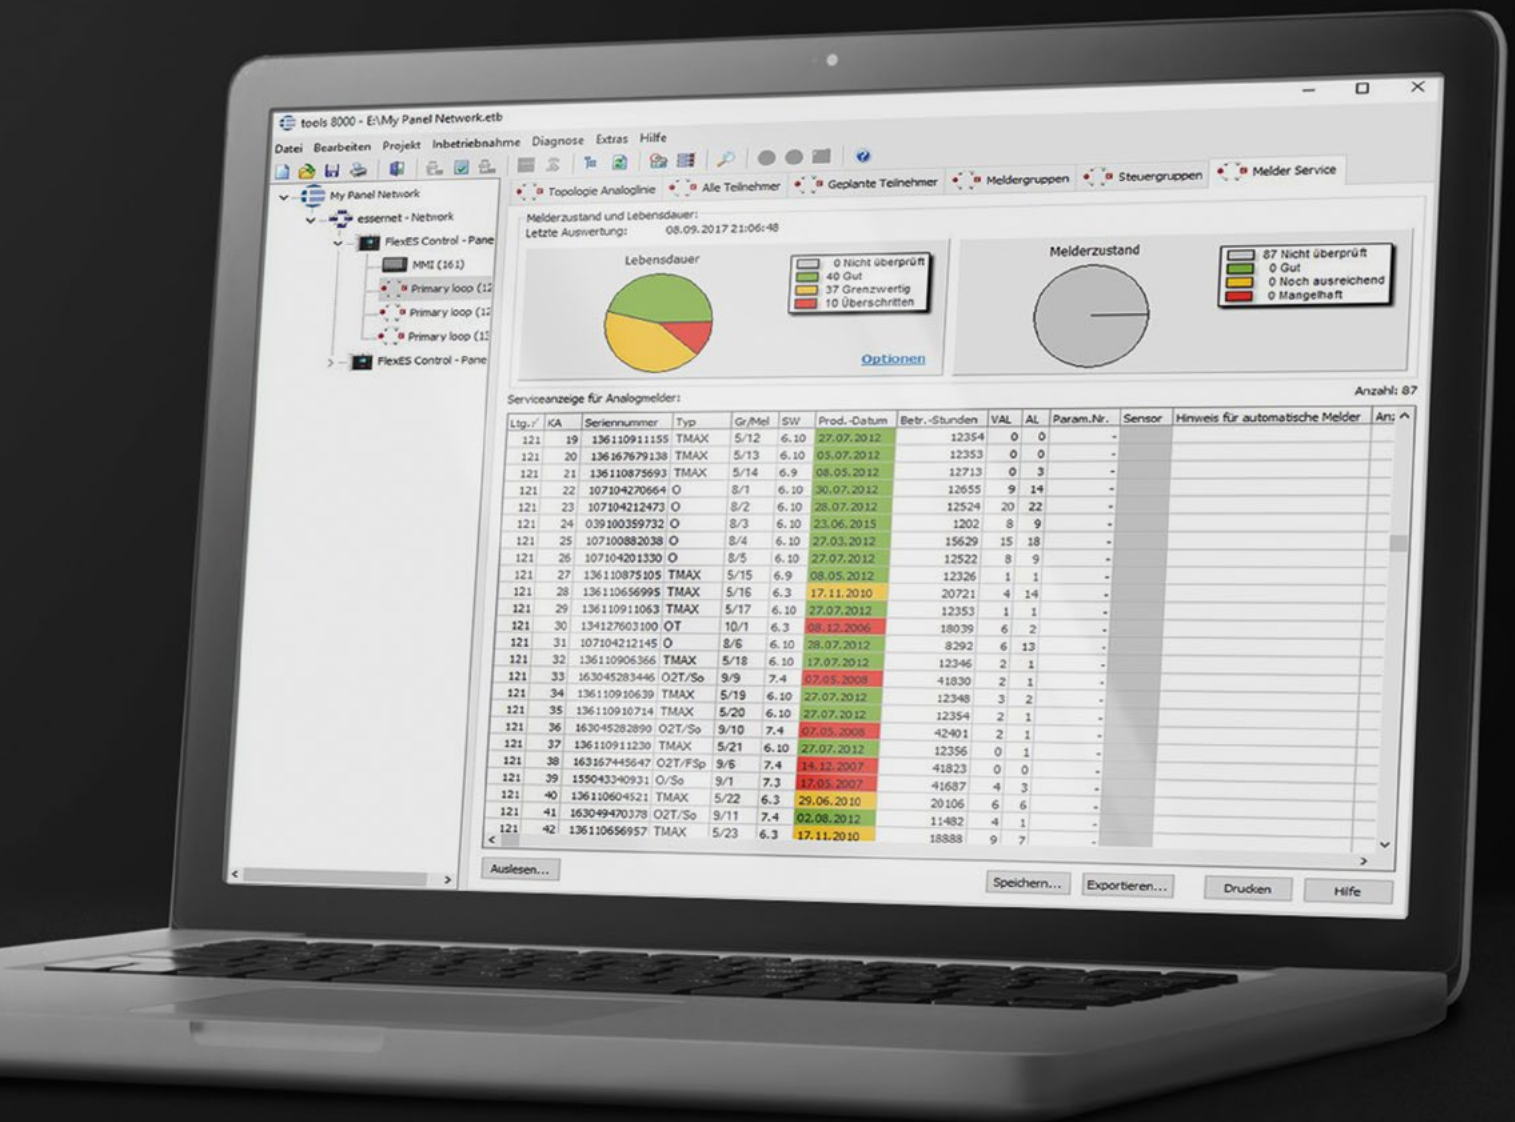 tools 8000 - E:\My Panel Network.etb
Datei Bearbeiten Projekt Inbetriebnahme Diagnose Extras Hilfe
My Panel Network
essernet - Network
FlexES Control - Pane
MMI (161)
Primary loop (12
Primary loop (12
Primary loop (13
FlexES Control - Pane
Topologie Analoglinie Alle Teilnehmer Geplante Teilnehmer Meldergruppen Steuergruppen Melder Service
Melderzustand und Lebensdauer:
Letzte Auswertung: 08.09.2017 21:06:48
Lebensdauer
0 Nicht überprüft
40 Gut
37 Grenzwertig
10 Überschritten
Optionen
Melderzustand
87 Nicht überprüft
0 Gut
0 Noch ausreichend
0 Mangelhaft
Serviceanzeige für Analogmelder: Anzahl: 87
Ltg. KA Seriennummer Typ Gr/Mel SW Prod.-Datum Betr.-Stunden VAL AL Param.Nr. Sensor Hinweis für automatische Melder Anz
121 19 136110911155 TMAX 5/12 6.10 27.07.2012 12354 0 0 -
121 20 136167679138 TMAX 5/13 6.10 05.07.2012 12353 0 0 -
121 21 136110875693 TMAX 5/14 6.9 08.05.2012 12713 0 3 -
121 22 107104270664 O 8/1 6.10 30.07.2012 12655 9 14 -
121 23 107104212473 O 8/2 6.10 28.07.2012 12524 20 22 -
121 24 039100359732 O 8/3 6.10 23.06.2015 1202 8 9 -
121 25 107100882038 O 8/4 6.10 27.03.2012 15629 15 18 -
121 26 107104201330 O 8/5 6.10 27.07.2012 12522 8 9 -
121 27 136110875105 TMAX 5/15 6.9 08.05.2012 12326 1 1 -
121 28 136110656995 TMAX 5/16 6.3 17.11.2010 20721 4 14 -
121 29 136110911063 TMAX 5/17 6.10 27.07.2012 12353 1 1 -
121 30 134127603100 OT 10/1 6.3 08.12.2006 18039 6 2 -
121 31 107104212145 O 8/6 6.10 28.07.2012 8292 6 13 -
121 32 136110906366 TMAX 5/18 6.10 17.07.2012 12346 2 1 -
121 33 163045283446 O2T/So 9/9 7.4 07.05.2008 41830 2 1 -
121 34 136110910639 TMAX 5/19 6.10 27.07.2012 12348 3 2 -
121 35 136110910714 TMAX 5/20 6.10 27.07.2012 12354 2 1 -
121 36 163045282890 O2T/So 9/10 7.4 07.05.2008 42401 2 1 -
121 37 136110911230 TMAX 5/21 6.10 27.07.2012 12356 0 1 -
121 38 163167445647 O2T/FSp 9/6 7.4 14.12.2007 41823 0 0 -
121 39 155043340931 O/So 9/1 7.3 17.05.2007 41687 4 3 -
121 40 136110604521 TMAX 5/22 6.3 29.06.2010 20106 6 6 -
121 41 163049470378 O2T/So 9/11 7.4 02.08.2012 11482 4 1 -
121 42 136110656957 TMAX 5/23 6.3 17.11.2010 18888 9 7 -
Auslesen... Speichern... Exportieren... Drucken Hilfe